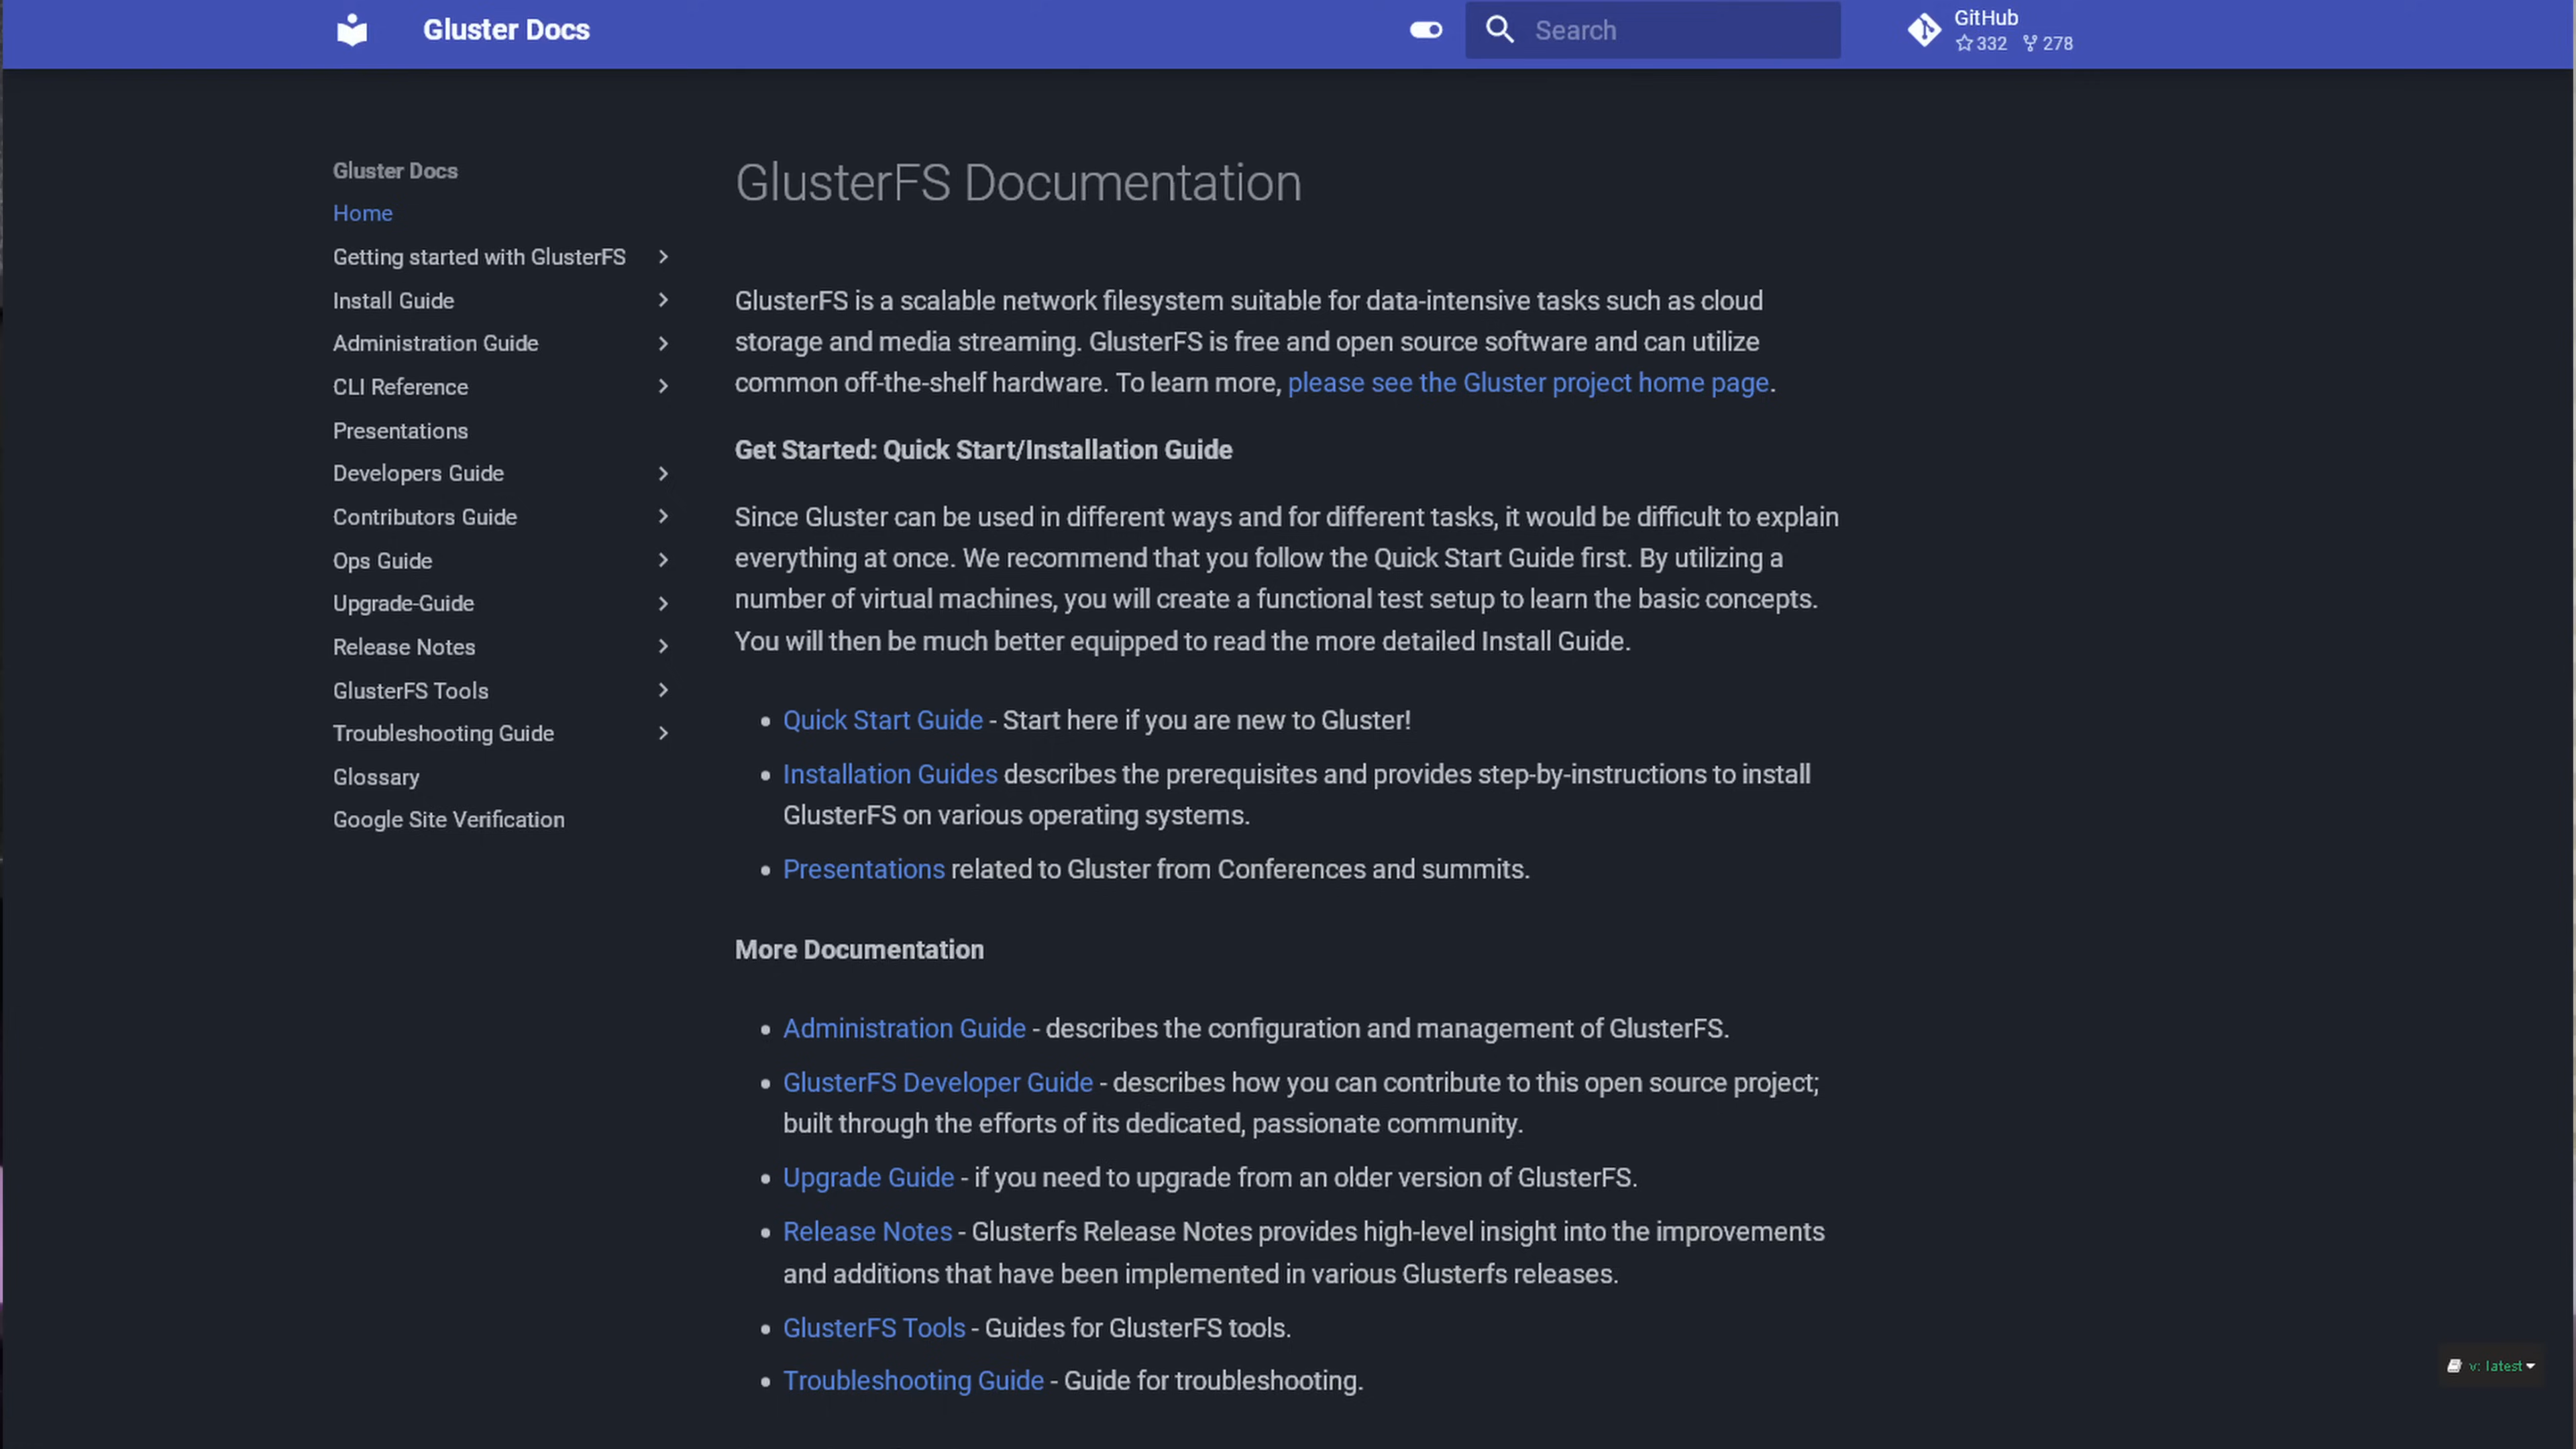 Gluster Docs
Search
GitHub
332 278
Gluster Docs
Home
Getting started with GlusterFS
Install Guide
Administration Guide
CLI Reference
Presentations
Developers Guide
Contributors Guide
Ops Guide
Upgrade-Guide
Release Notes
GlusterFS Tools
Troubleshooting Guide
Glossary
Google Site Verification
GlusterFS Documentation
GlusterFS is a scalable network filesystem suitable for data-intensive tasks such as cloud
storage and media streaming. GlusterFS is free and open source software and can utilize
common off-the-shelf hardware. To learn more, please see the Gluster project home page.
Get Started: Quick Start/Installation Guide
Since Gluster can be used in different ways and for different tasks, it would be difficult to explain
everything at once. We recommend that you follow the Quick Start Guide first. By utilizing a
number of virtual machines, you will create a functional test setup to learn the basic concepts.
You will then be much better equipped to read the more detailed Install Guide.
• Quick Start Guide - Start here if you are new to Gluster!
• Installation Guides describes the prerequisites and provides step-by-instructions to install
GlusterFS on various operating systems.
• Presentations related to Gluster from Conferences and summits.
More Documentation
• Administration Guide - describes the configuration and management of GlusterFS.
• GlusterFS Developer Guide - describes how you can contribute to this open source project;
built through the efforts of its dedicated, passionate community.
• Upgrade Guide - if you need to upgrade from an older version of GlusterFS.
• Release Notes - Glusterfs Release Notes provides high-level insight into the improvements
and additions that have been implemented in various Glusterfs releases.
• GlusterFS Tools - Guides for GlusterFS tools.
• Troubleshooting Guide - Guide for troubleshooting.
v: latest